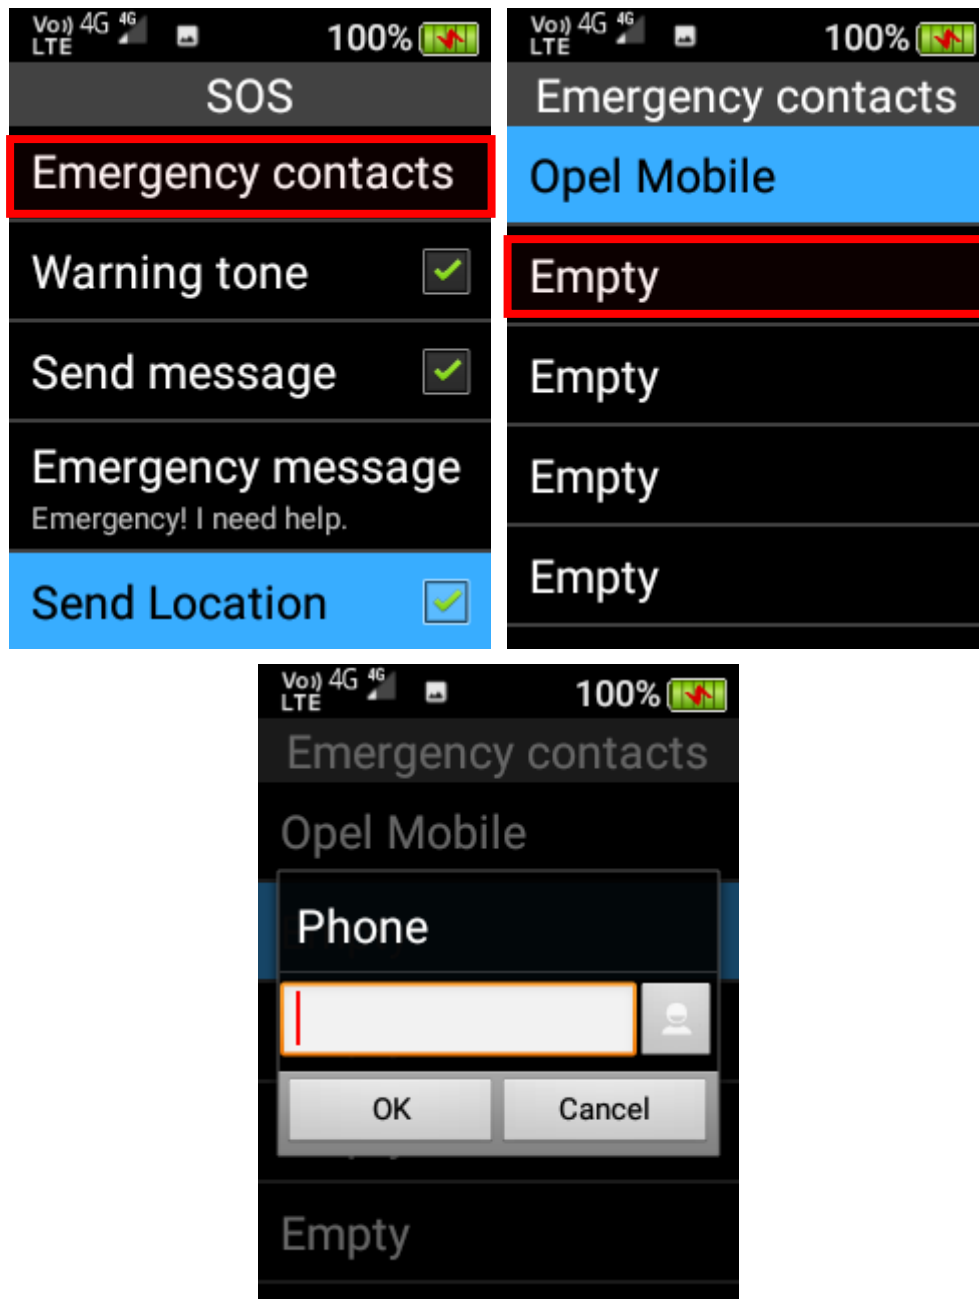 Vo)) LTE 4G 4G 100%
SOS
Emergency contacts
Warning tone
Send message
Emergency message
Emergency! I need help.
Send Location
Vo)) LTE 4G 4G 100%
Emergency contacts
Opel Mobile
Empty
Empty
Empty
Empty
Vo)) LTE 4G 4G 100%
Emergency contacts
Opel Mobile
Phone
OK Cancel
Empty